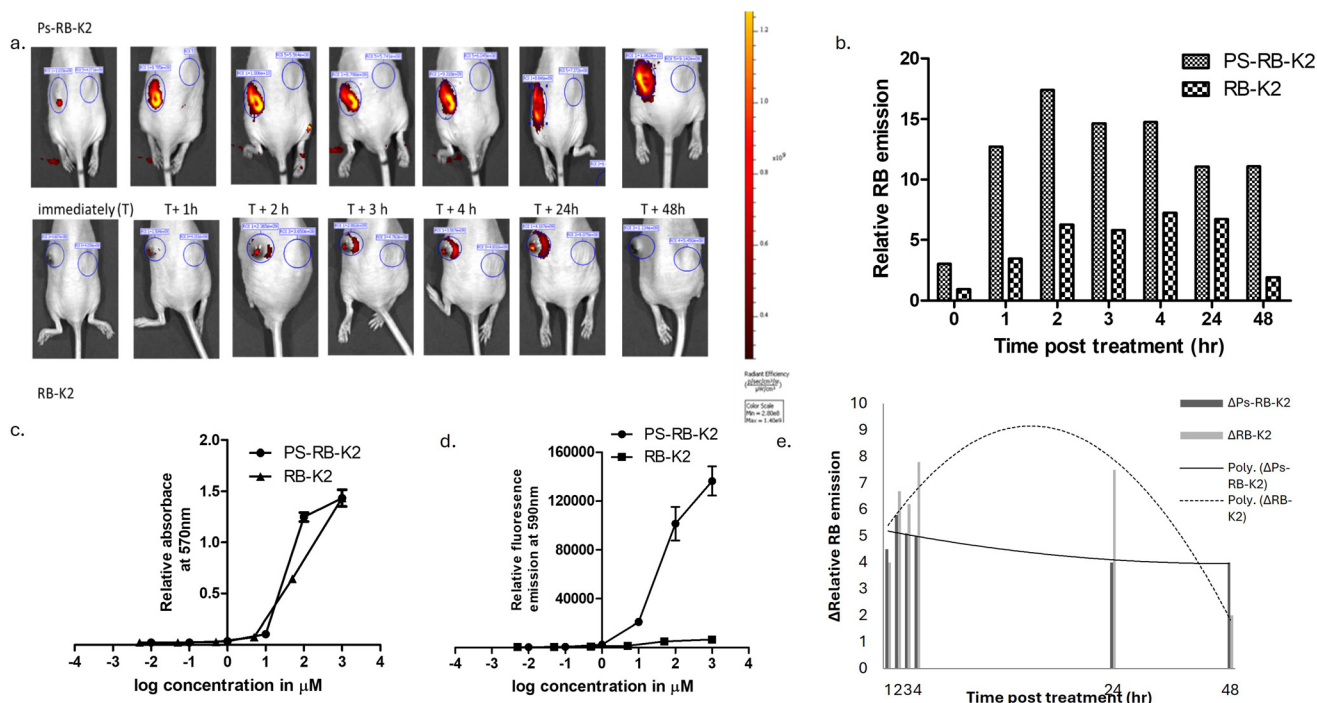 a.
Ps-RB-K2
immediately (T)
T+ 1h
T + 2 h
T + 3 h
T + 4 h
T + 24h
T+ 48h
RB-K2
1.2
1.0
0.8
0.6
0.4
x10⁹
Radiant Efficiency
Color Scale
Min = 2.80e8
Max = 1.40e9
b.
PS-RB-K2
RB-K2
Relative RB emission
20
15
10
5
0
0 1 2 3 4 24 48
Time post treatment (hr)
c.
PS-RB-K2
RB-K2
Relative absorbace
at 570nm
2.0
1.5
1.0
0.5
-4 -3 -2 -1 0 1 2 3 4
log concentration in μM
d.
PS-RB-K2
RB-K2
Relative fluorescence
emission at 590nm
160000
120000
80000
40000
-4 -3 -2 -1 0 1 2 3 4
log concentration in μM
e.
ΔPs-RB-K2
ΔRB-K2
Poly. (ΔPs-
RB-K2)
Poly. (ΔRB-
K2)
ΔRelative RB emission
10
9
8
7
6
5
4
3
2
1
0
1 2 3 4 24 48
Time post treatment (hr)